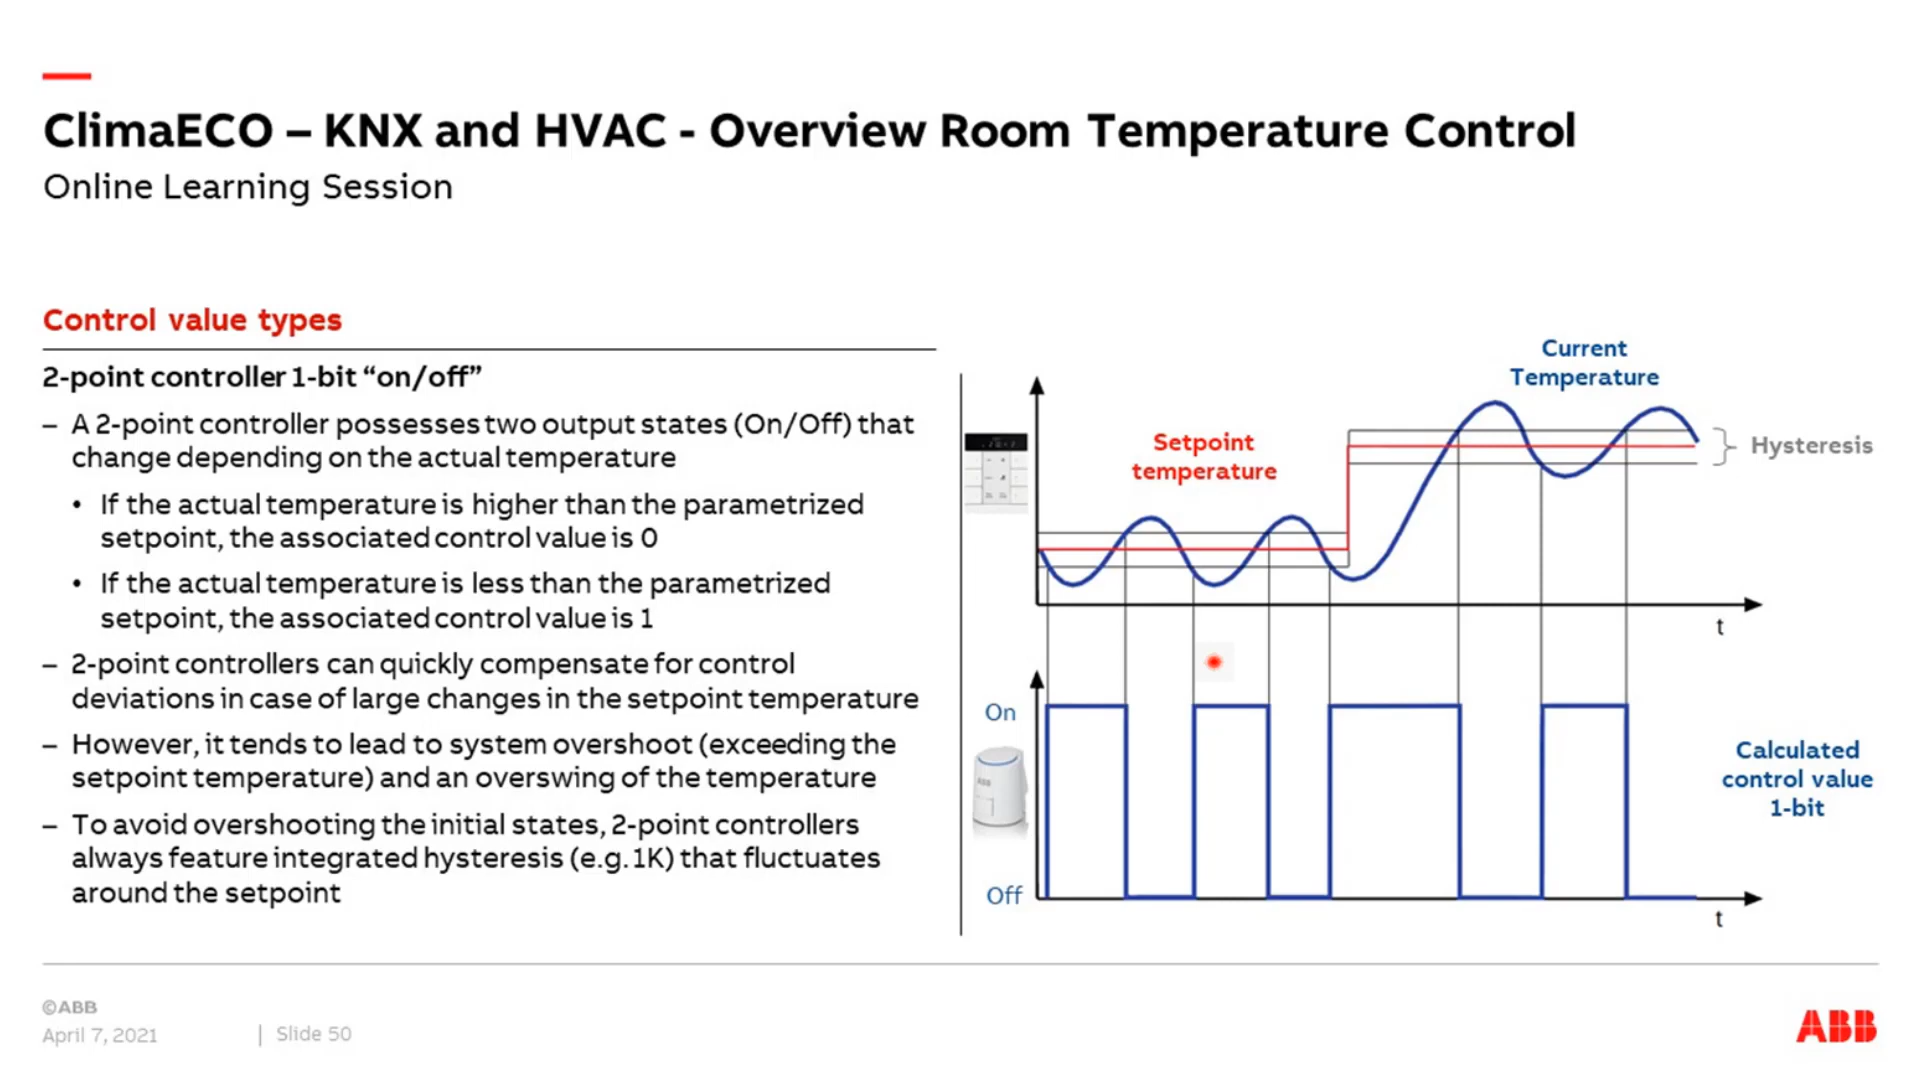 ClimaECO – KNX and HVAC - Overview Room Temperature Control
Online Learning Session
Control value types
2-point controller 1-bit “on/off”
– A 2-point controller possesses two output states (On/Off) that
change depending on the actual temperature
• If the actual temperature is higher than the parametrized
setpoint, the associated control value is 0
• If the actual temperature is less than the parametrized
setpoint, the associated control value is 1
– 2-point controllers can quickly compensate for control
deviations in case of large changes in the setpoint temperature
– However, it tends to lead to system overshoot (exceeding the
setpoint temperature) and an overswing of the temperature
– To avoid overshooting the initial states, 2-point controllers
always feature integrated hysteresis (e.g. 1K) that fluctuates
around the setpoint
Current
Temperature
Setpoint
temperature
Hysteresis
t
On
ABB
Off
Calculated
control value
1-bit
t
©ABB
April 7, 2021
| Slide 50
ABB